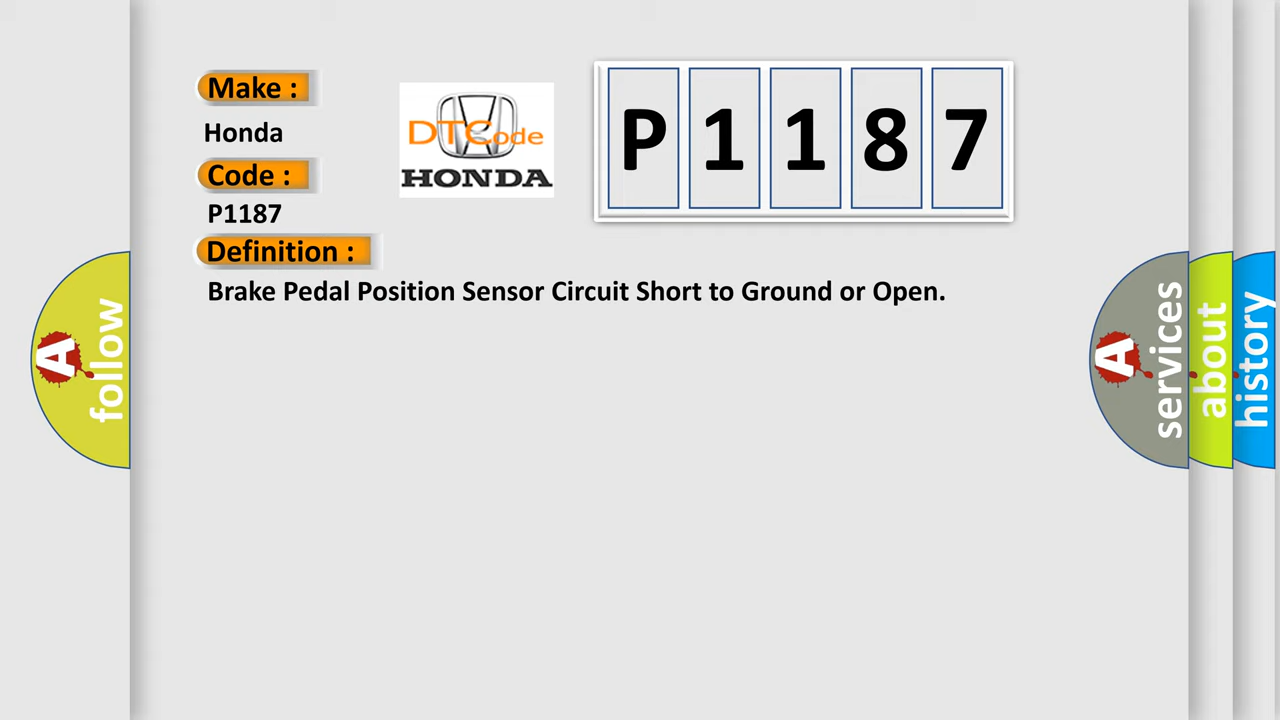 Make :
Honda
Code :
P1187
Definition :
Brake Pedal Position Sensor Circuit Short to Ground or Open.
DTCode
HONDA
P 1 1 8 7
A follow
A services
about
history